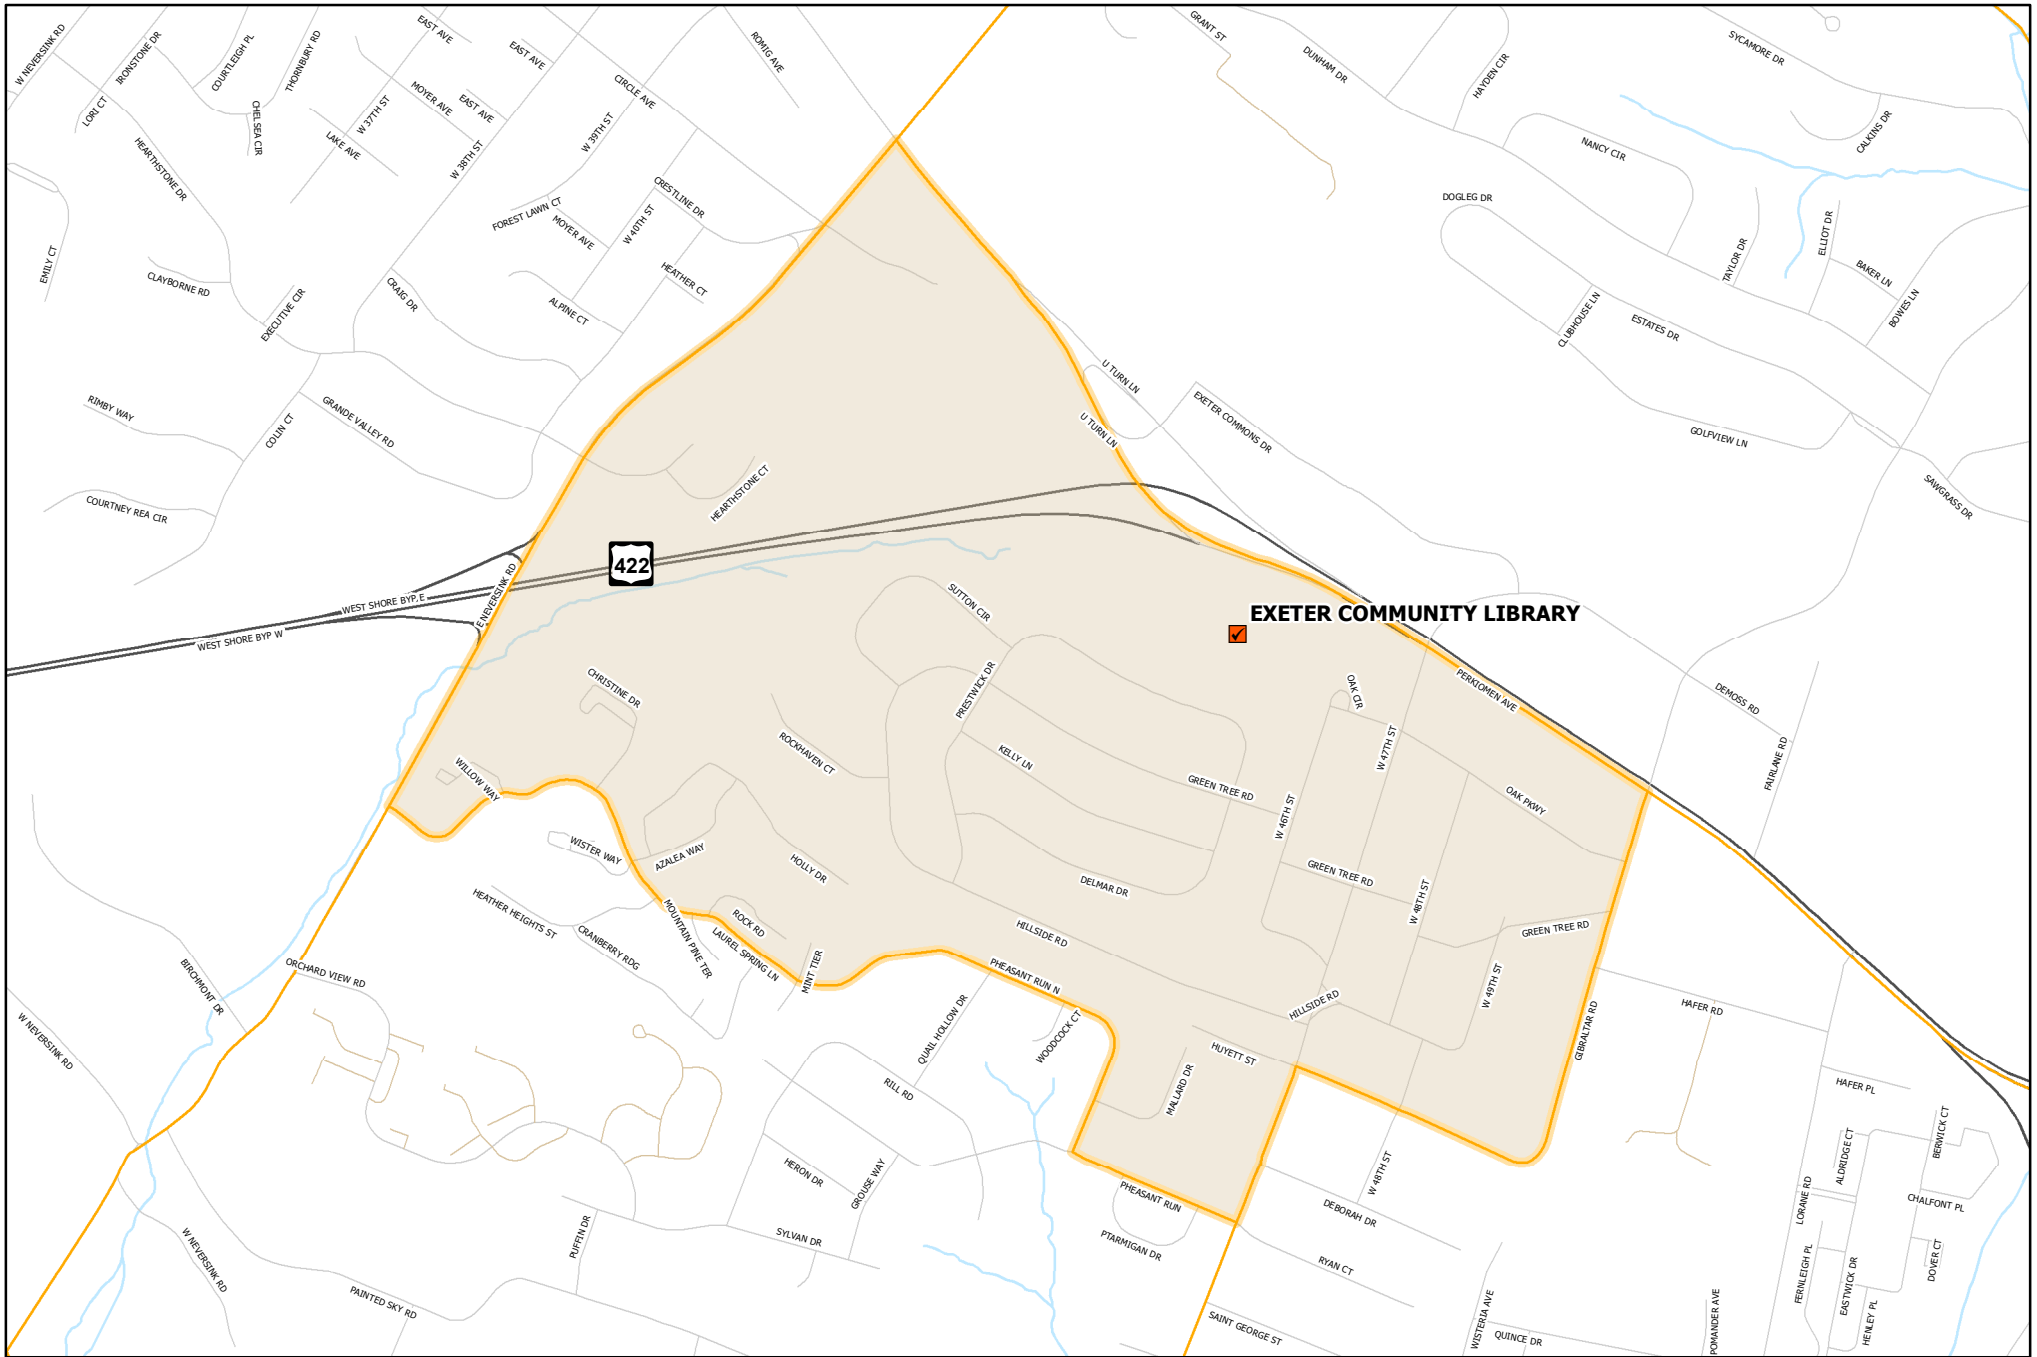 W NEVERSINK RD
IRONSTONE DR
COURTLEIGH PL
THORNBURY RD
EAST AVE
EAST AVE
ROMIG AVE
GRANT ST
DUNHAM DR
HAYDEN CIR
SYCAMORE DR
LORI CT
CHELSEA CIR
W 37TH ST
MOYER AVE
EAST AVE
CIRCLE AVE
LAKE AVE
HEARTHSTONE DR
W 38TH ST
W 39TH ST
NANCY CIR
CALKINS DR
CRESTLINE DR
FOREST LAWN CT
MOYER AVE
W 40TH ST
DOGLEG DR
ELLIOT DR
TAYLOR DR
EMILY CT
CLAYBORNE RD
HEATHER CT
CRAIG DR
BAKER LN
EXECUTIVE CIR
ALPINE CT
BOWES LN
CLUBHOUSE LN
ESTATES DR
U TURN LN
RIMBY WAY
GRANDE VALLEY RD
COLIN CT
U TURN LN
EXETER COMMONS DR
GOLFVIEW LN
HEARTHSTONE CT
COURTNEY REA CIR
SAWGRASS DR
422
E NEVERSINK RD
WEST SHORE BYP E
WEST SHORE BYP W
SUTTON CIR
EXETER COMMUNITY LIBRARY
CHRISTINE DR
PRESTWICK DR
OAK CIR
PERKIOMEN AVE
DEMOSS RD
ROCKHAVEN CT
KELLY LN
W 47TH ST
FAIRLANE RD
WILLOW WAY
GREEN TREE RD
OAK PKWY
W 46TH ST
WISTER WAY
AZALEA WAY
HOLLY DR
GREEN TREE RD
DELMAR DR
W 48TH ST
HEATHER HEIGHTS ST
MOUNTAIN PINE TER
ROCK RD
CRANBERRY RDG
LAUREL SPRING LN
HILLSIDE RD
GREEN TREE RD
MINT TIER
PHEASANT RUN N
W 49TH ST
BIRCHMONT DR
ORCHARD VIEW RD
HILLSIDE RD
HAFER RD
W NEVERSINK RD
QUAIL HOLLOW DR
WOODCOCK CT
GIBRALTAR RD
HUYETT ST
MALLARD DR
RILL RD
HAFER PL
BERWICK CT
ALDRIDGE CT
HERON DR
GROUSE WAY
W 48TH ST
PHEASANT RUN
DEBORAH DR
LORANE RD
CHALFONT PL
PUFFIN DR
SYLVAN DR
PTARMIGAN DR
W NEVERSINK RD
RYAN CT
FERNLEIGH PL
EASTWICK DR
DOVER CT
PAINTED SKY RD
SAINT GEORGE ST
WISTERIA AVE
QUINCE DR
POMANDER AVE
HENLEY PL